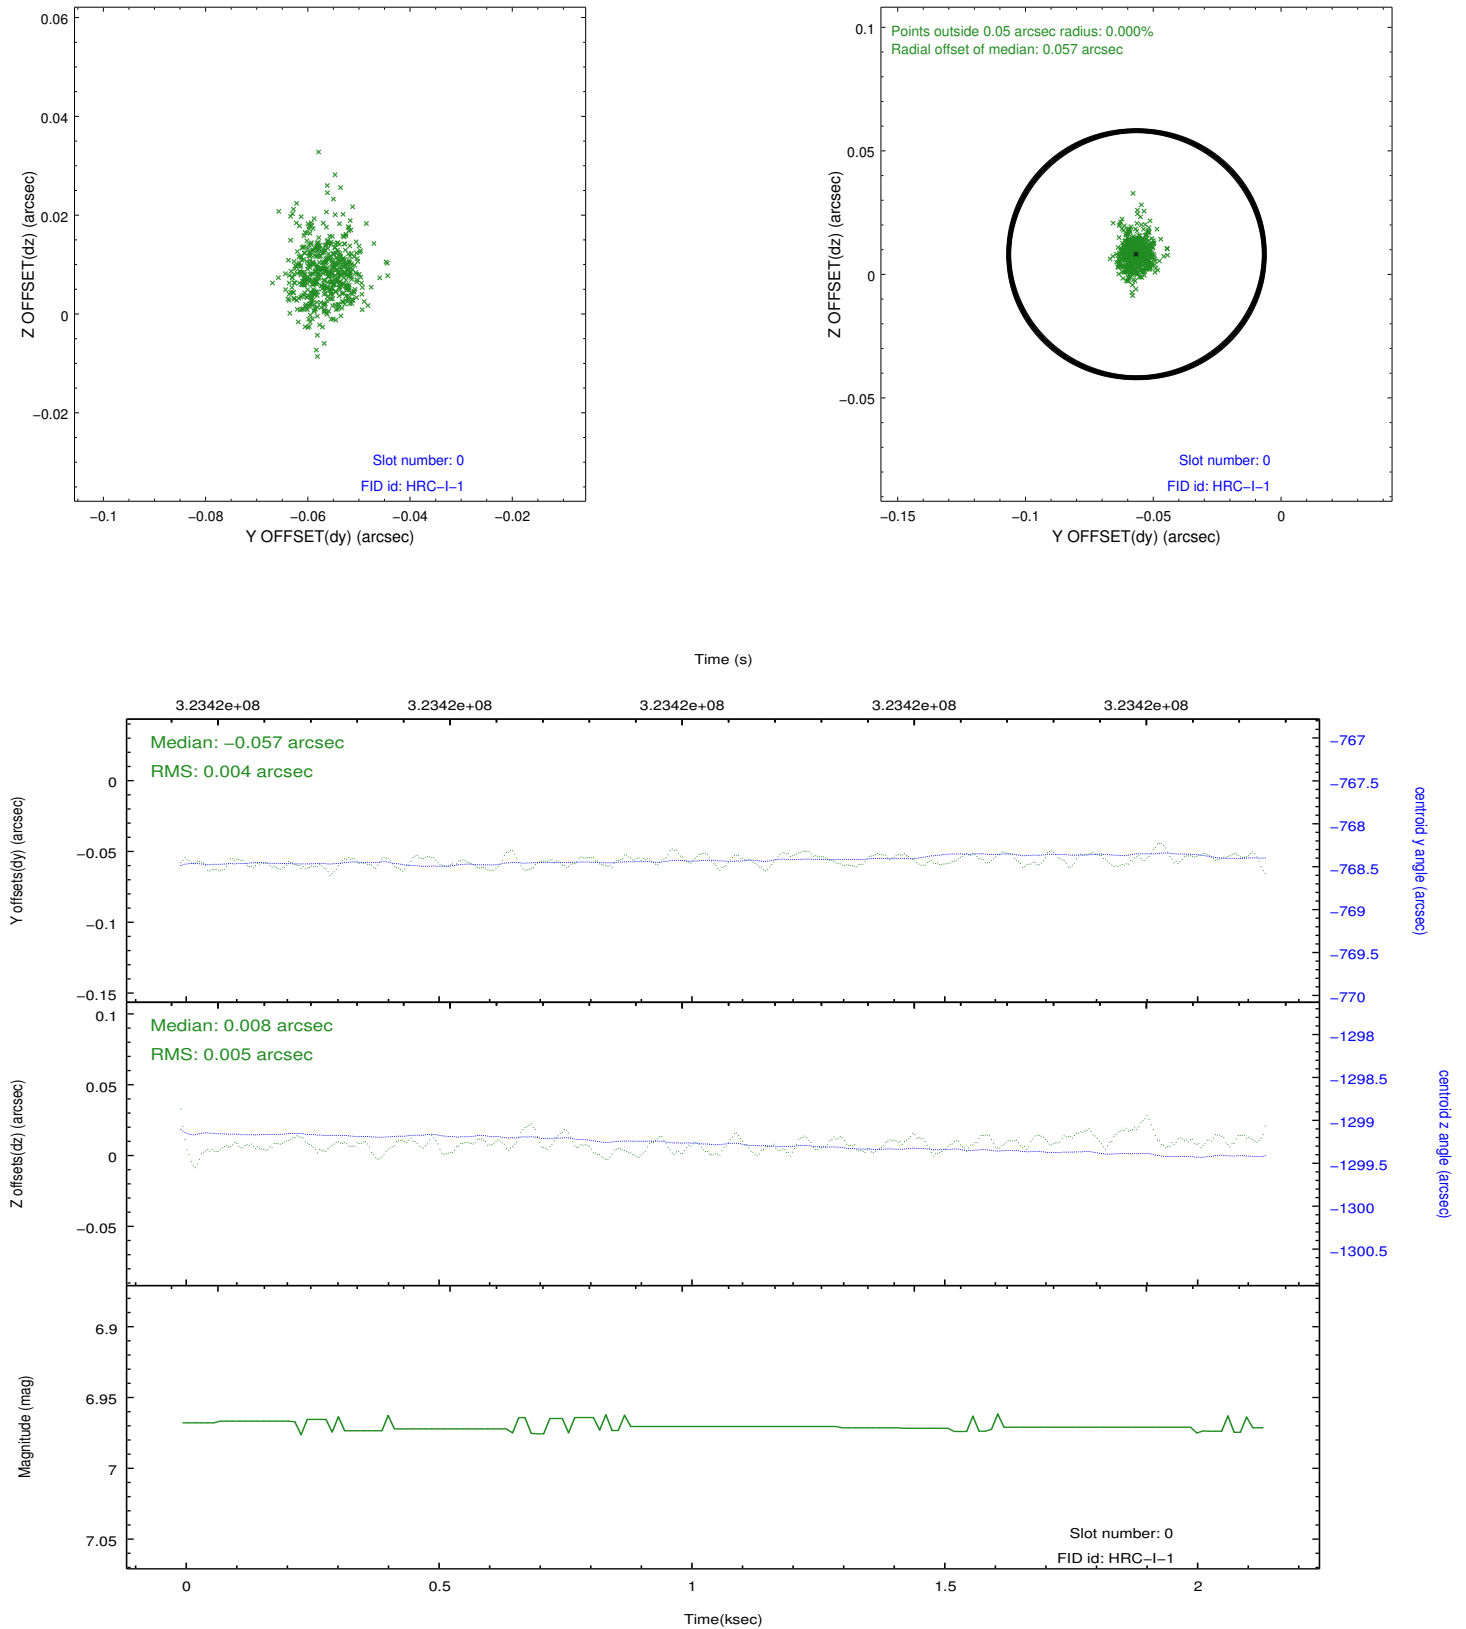 0.06
0.04
0.02
0
−0.02
Z OFFSET(dz) (arcsec)
Slot number: 0
FID id: HRC−I−1
−0.1
−0.08
−0.06
−0.04
−0.02
Y OFFSET(dy) (arcsec)
Points outside 0.05 arcsec radius: 0.000%
Radial offset of median: 0.057 arcsec
0.1
0.05
0
−0.05
Z OFFSET(dz) (arcsec)
Slot number: 0
FID id: HRC−I−1
−0.15
−0.1
−0.05
0
Y OFFSET(dy) (arcsec)
Time (s)
3.2342e+08
3.2342e+08
3.2342e+08
3.2342e+08
3.2342e+08
Median: −0.057 arcsec
RMS: 0.004 arcsec
0
−0.05
−0.1
−0.15
Y offsets(dy) (arcsec)
−767
−767.5
−768
−768.5
−769
−769.5
−770
centroid y angle (arcsec)
Median: 0.008 arcsec
RMS: 0.005 arcsec
0.1
0.05
0
−0.05
Z offsets(dz) (arcsec)
−1298
−1298.5
−1299
−1299.5
−1300
−1300.5
centroid z angle (arcsec)
6.9
6.95
7
7.05
Magnitude (mag)
Slot number: 0
FID id: HRC−I−1
0
0.5
1
1.5
2
Time(ksec)